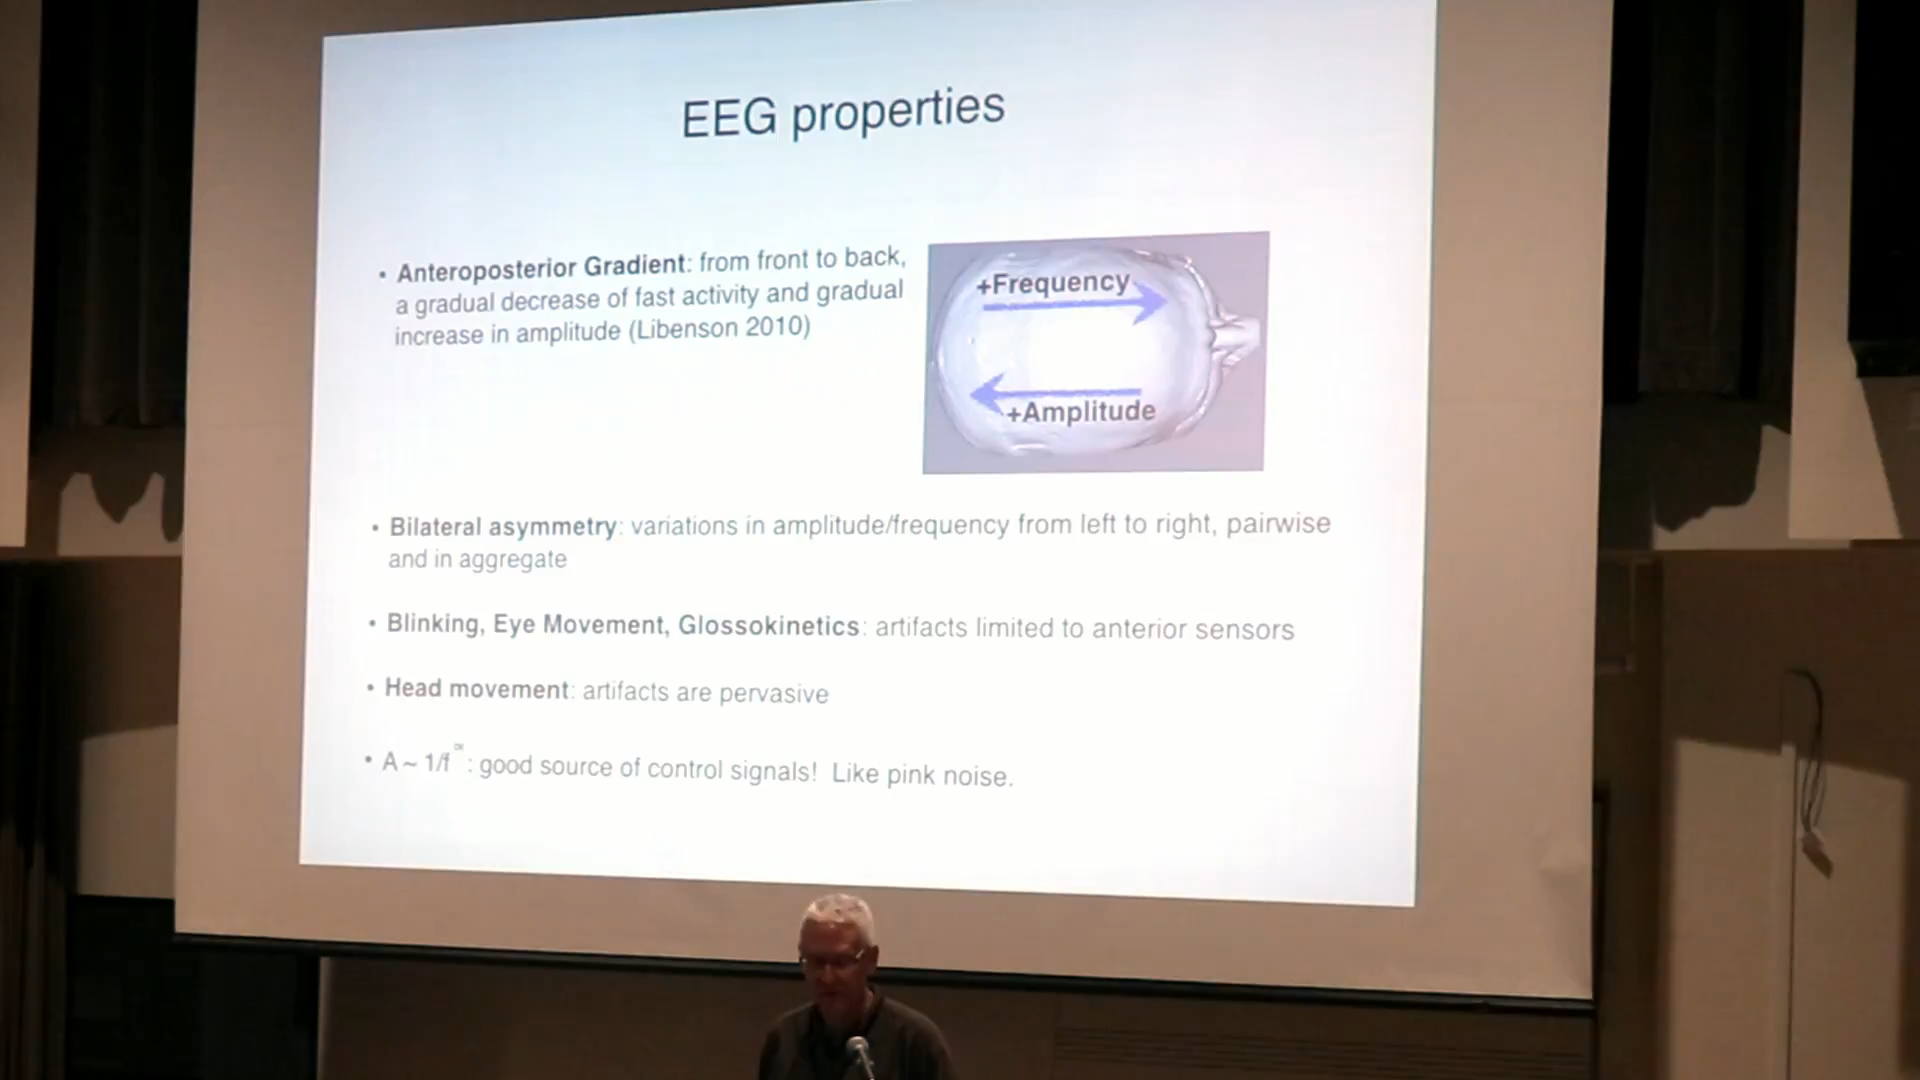 EEG properties
• Anteroposterior Gradient: from front to back,
a gradual decrease of fast activity and gradual
increase in amplitude (Libenson 2010)
+Frequency
+Amplitude
• Bilateral asymmetry: variations in amplitude/frequency from left to right, pairwise
and in aggregate
• Blinking, Eye Movement, Glossokinetics: artifacts limited to anterior sensors
• Head movement: artifacts are pervasive
• A ~ 1/f^∝ : good source of control signals! Like pink noise.